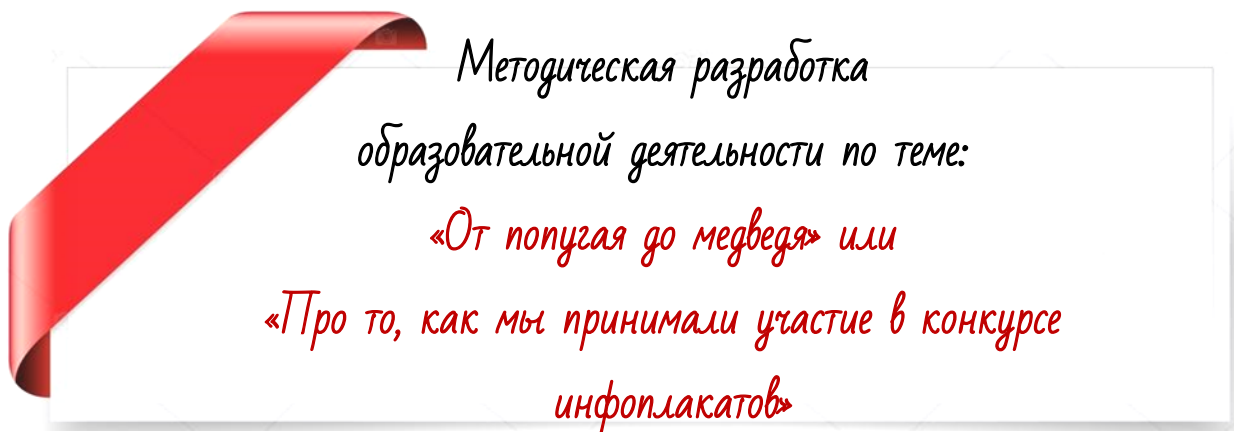 Методическая разработка
образовательной деятельности по теме:
«От попугая до медведя» или
«Про то, как мы принимали участие в конкурсе
инфоплакатов»